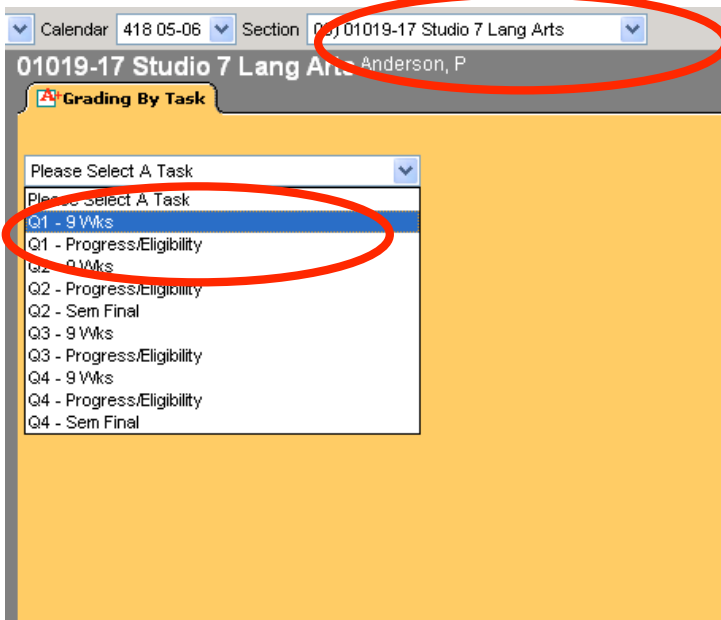 Calendar 418 05-06 Section 01019-17 Studio 7 Lang Arts
01019-17 Studio 7 Lang Arts Anderson, P
A+ Grading By Task
Please Select A Task
Please Select A Task
Q1 - 9 Wks
Q1 - Progress/Eligibility
Q2 - 9 Wks
Q2 - Progress/Eligibility
Q2 - Sem Final
Q3 - 9 Wks
Q3 - Progress/Eligibility
Q4 - 9 Wks
Q4 - Progress/Eligibility
Q4 - Sem Final